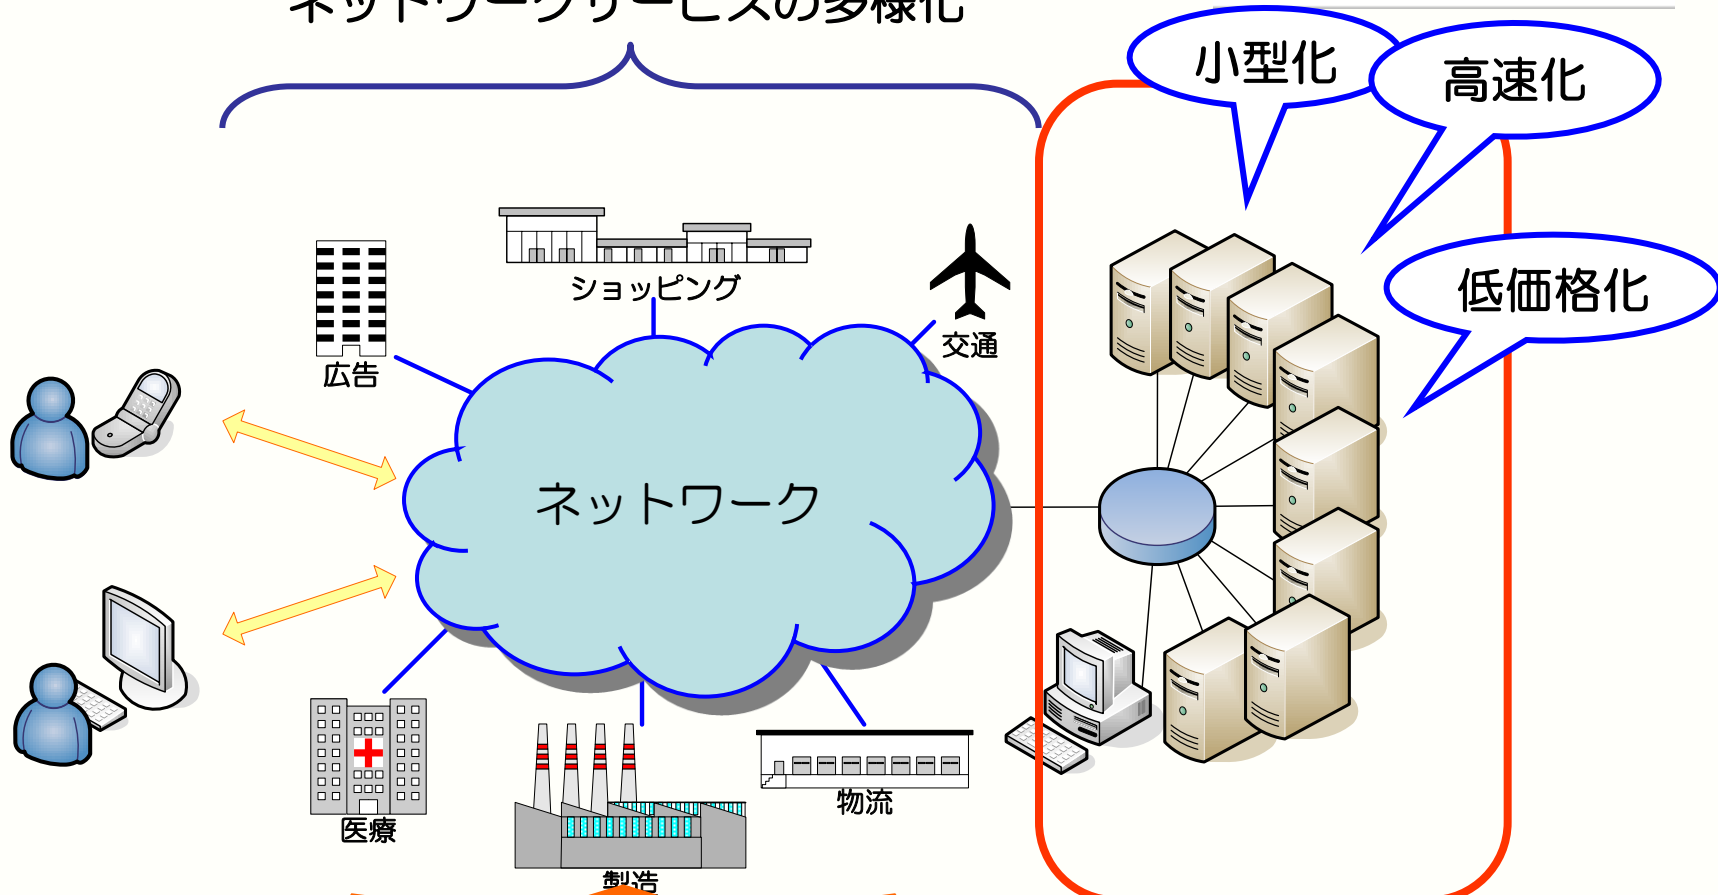 ネットワークサービスの多様化
小型化
高速化
低価格化
ショッピング
交通
広告
ネットワーク
医療
製造
物流